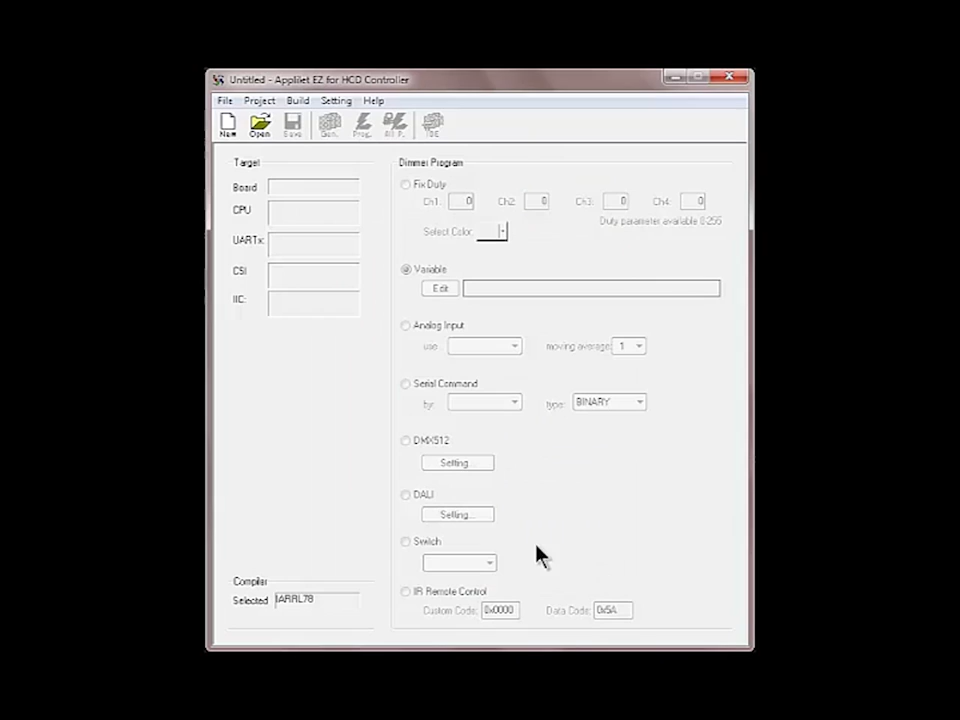 Untitled - Applilet EZ for HCD Controller
File Project Build Setting Help
New Open Save Gen. Prog. All P. IDE
Target
Board
CPU
UARTx:
CSI
IIC:
Compiler
Selected IARRL78
Dimmer Program
Fix Duty
Ch1: 0 Ch2: 0 Ch3: 0 Ch4: 0
Duty parameter available 0-255
Select Color:
Variable
Edit
Analog Input
use moving average: 1
Serial Command
by: type: BINARY
DMX512
Setting...
DALI
Setting...
Switch
IR Remote Control
Custom Code: 0x0000 Data Code: 0x5A